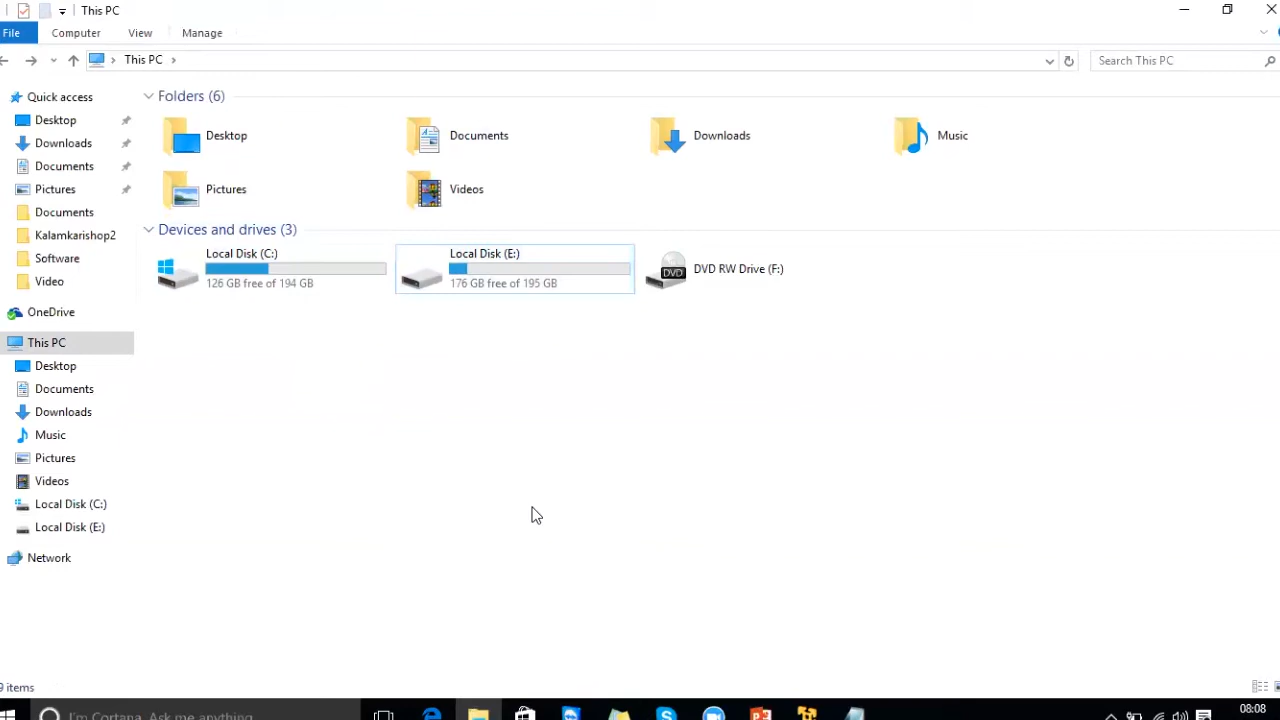 This PC
File Computer View Manage
This PC
Search This PC
Quick access
Desktop
Downloads
Documents
Pictures
Documents
Kalamkarishop2
Software
Video
OneDrive
This PC
Desktop
Documents
Downloads
Music
Pictures
Videos
Local Disk (C:)
Local Disk (E:)
Network
Folders (6)
Desktop
Documents
Downloads
Music
Pictures
Videos
Devices and drives (3)
Local Disk (C:)
126 GB free of 194 GB
Local Disk (E:)
176 GB free of 195 GB
DVD
DVD RW Drive (F:)
9 items
I'm Cortana. Ask me anything.
08:08